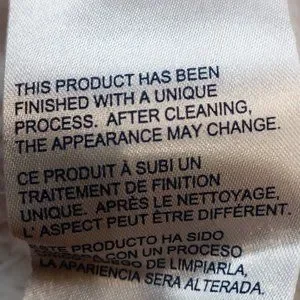 THIS PRODUCT HAS BEEN
FINISHED WITH A UNIQUE
PROCESS. AFTER CLEANING,
THE APPEARANCE MAY CHANGE.
CE PRODUIT À SUBI UN
TRAITEMENT DE FINITION
UNIQUE. APRÈS LE NETTOYAGE,
L' ASPECT PEUT ÊTRE DIFFÉRENT.
ESTE PRODUCTO HA SIDO
CON UN PROCESO
DE LIMPIARLA,
LA APARIENCIA SERA ALTERADA.